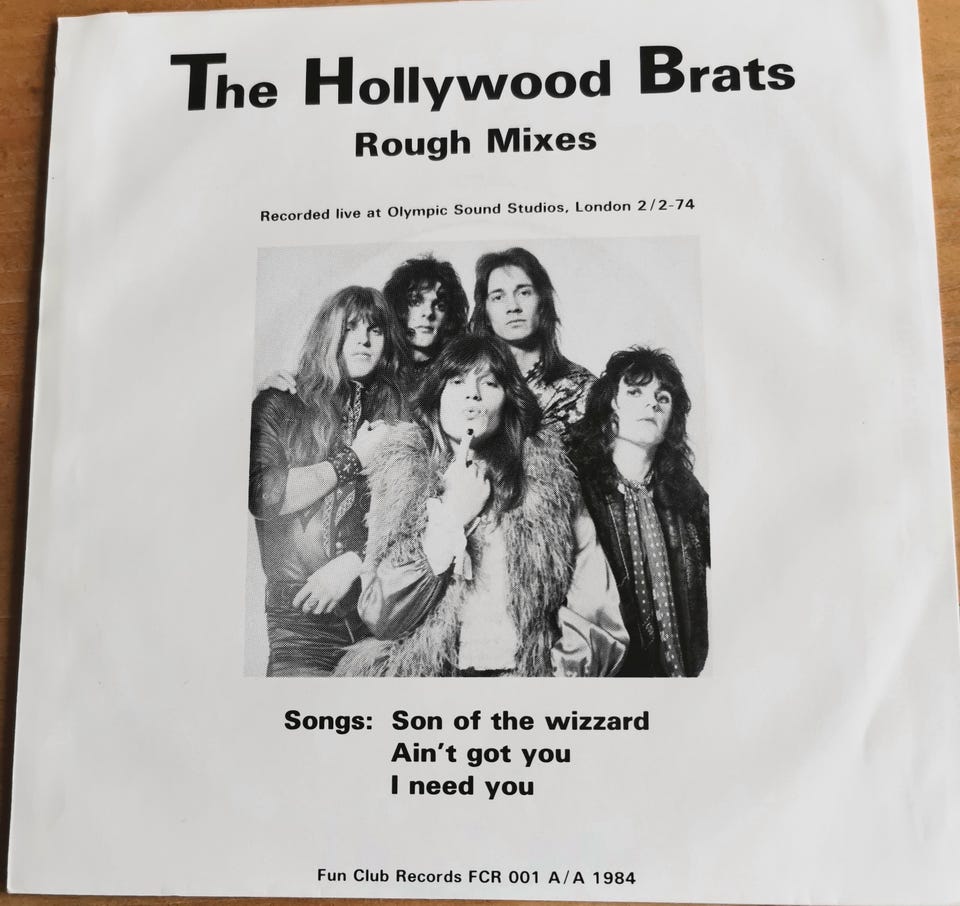 The Hollywood Brats
Rough Mixes
Recorded live at Olympic Sound Studios, London 2/2-74
Songs: Son of the wizzard
Ain't got you
I need you
Fun Club Records FCR 001 A/A 1984